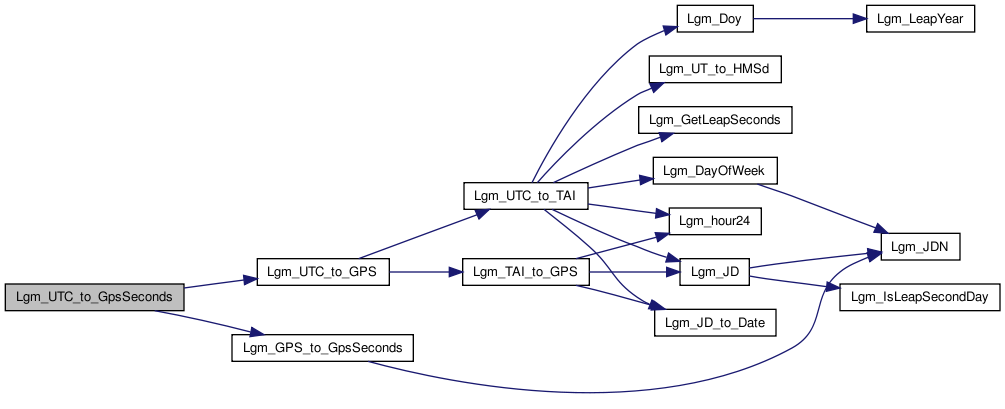 Lgm_Doy
Lgm_LeapYear
Lgm_UT_to_HMSd
Lgm_GetLeapSeconds
Lgm_DayOfWeek
Lgm_UTC_to_TAI
Lgm_hour24
Lgm_JDN
Lgm_UTC_to_GPS
Lgm_TAI_to_GPS
Lgm_JD
Lgm_UTC_to_GpsSeconds
Lgm_IsLeapSecondDay
Lgm_JD_to_Date
Lgm_GPS_to_GpsSeconds